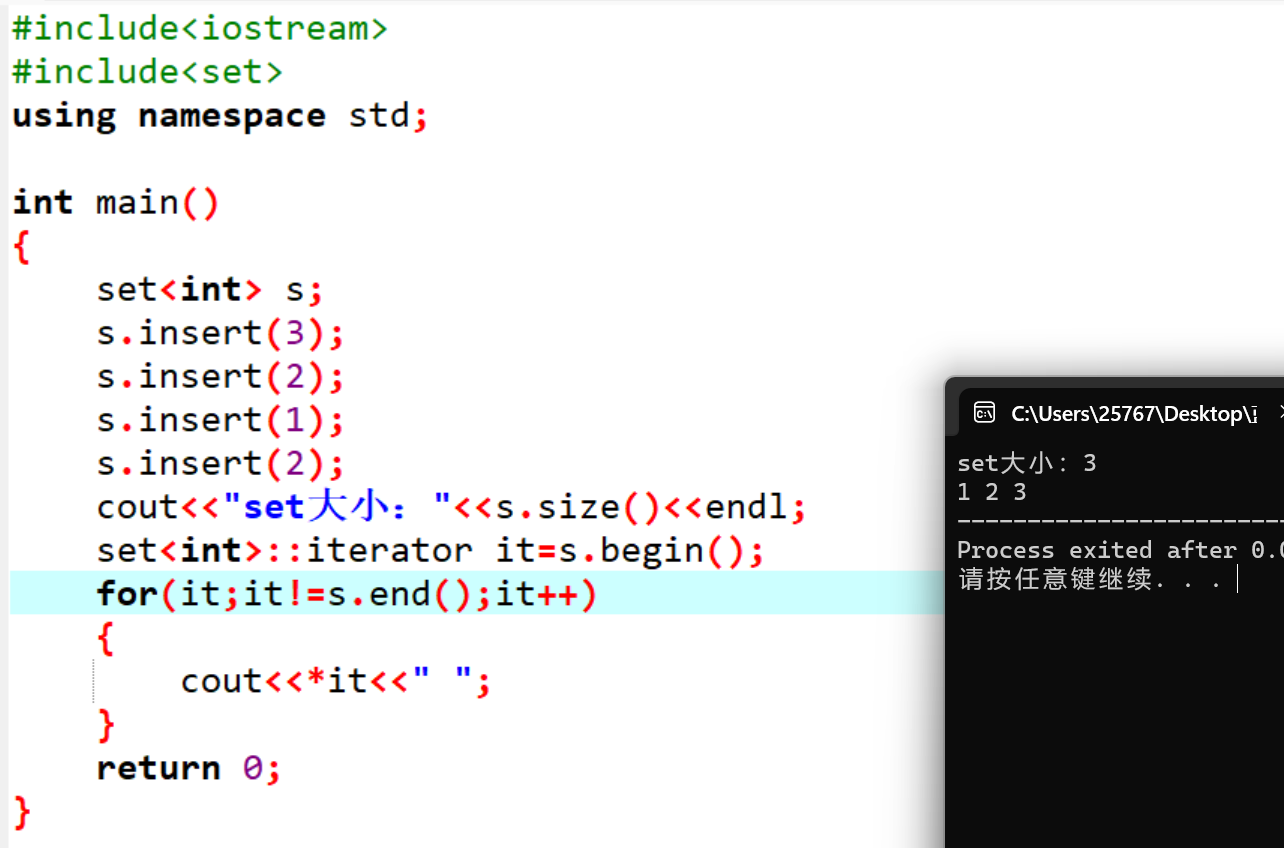 #include<iostream>
#include<set>
using namespace std;
int main()
{
set<int> s;
s.insert(3);
s.insert(2);
s.insert(1);
s.insert(2);
cout<<"set大小："<<s.size()<<endl;
set<int>::iterator it=s.begin();
for(it;it!=s.end();it++)
{
cout<<*it<<" ";
}
return 0;
}
C:\Users\25767\Desktop\
set大小：3
1 2 3
--------------------------------
Process exited after 0.
请按任意键继续. . .